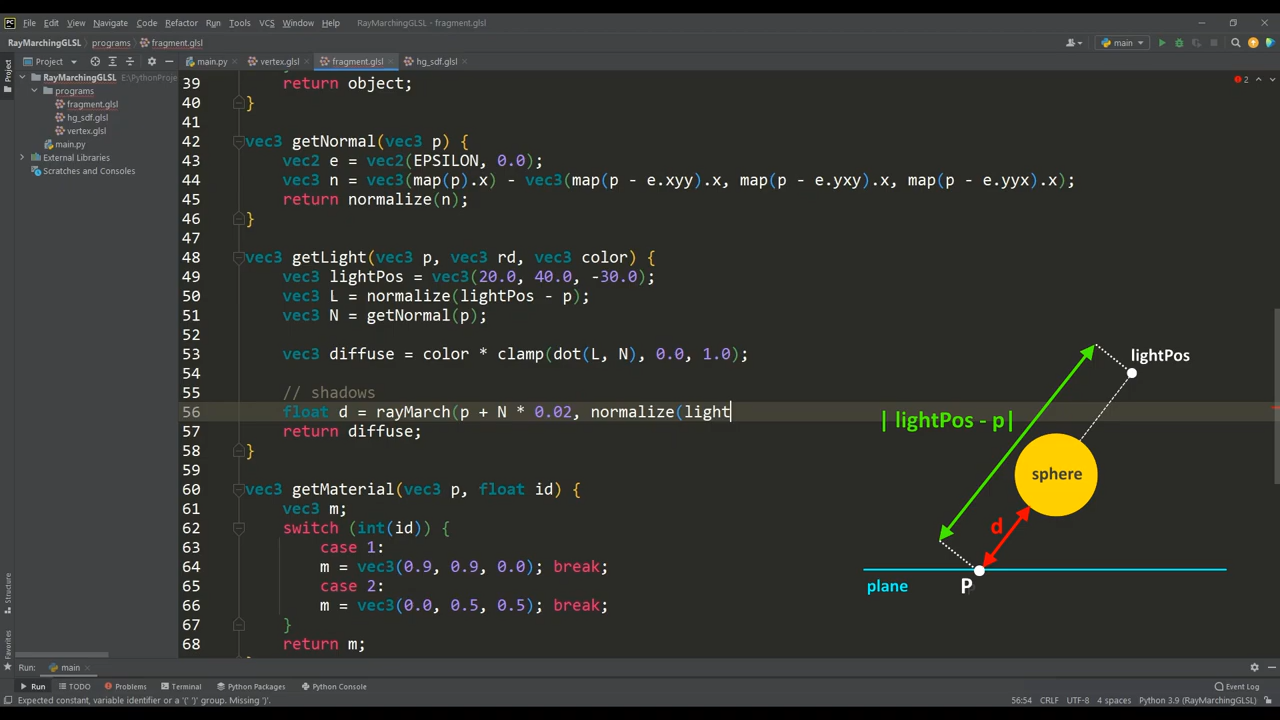 File Edit View Navigate Code Refactor Run Tools VCS Window Help RayMarchingGLSL - fragment.glsl
RayMarchingGLSL programs fragment.glsl main
Project main.py vertex.glsl fragment.glsl hg_sdf.glsl
RayMarchingGLSL E:\PythonProje
programs
fragment.glsl
hg_sdf.glsl
vertex.glsl
main.py
External Libraries
Scratches and Consoles
Project
Structure
Favorites
2
39 return object;
40 }
41
42 vec3 getNormal(vec3 p) {
43 vec2 e = vec2(EPSILON, 0.0);
44 vec3 n = vec3(map(p).x) - vec3(map(p - e.xyy).x, map(p - e.yxy).x, map(p - e.yyx).x);
45 return normalize(n);
46 }
47
48 vec3 getLight(vec3 p, vec3 rd, vec3 color) {
49 vec3 lightPos = vec3(20.0, 40.0, -30.0);
50 vec3 L = normalize(lightPos - p);
51 vec3 N = getNormal(p);
52
53 vec3 diffuse = color * clamp(dot(L, N), 0.0, 1.0);
54
55 // shadows
56 float d = rayMarch(p + N * 0.02, normalize(light
57 return diffuse;
58 }
59
60 vec3 getMaterial(vec3 p, float id) {
61 vec3 m;
62 switch (int(id)) {
63 case 1:
64 m = vec3(0.9, 0.9, 0.0); break;
65 case 2:
66 m = vec3(0.0, 0.5, 0.5); break;
67 }
68 return m;
lightPos
| lightPos - p|
sphere
d
plane
P
Run: main
Run TODO Problems Terminal Python Packages Python Console Event Log
Expected constant, variable identifier or a '(' ')' group. Missing ')'. 56:54 CRLF UTF-8 4 spaces Python 3.9 (RayMarchingGLSL)